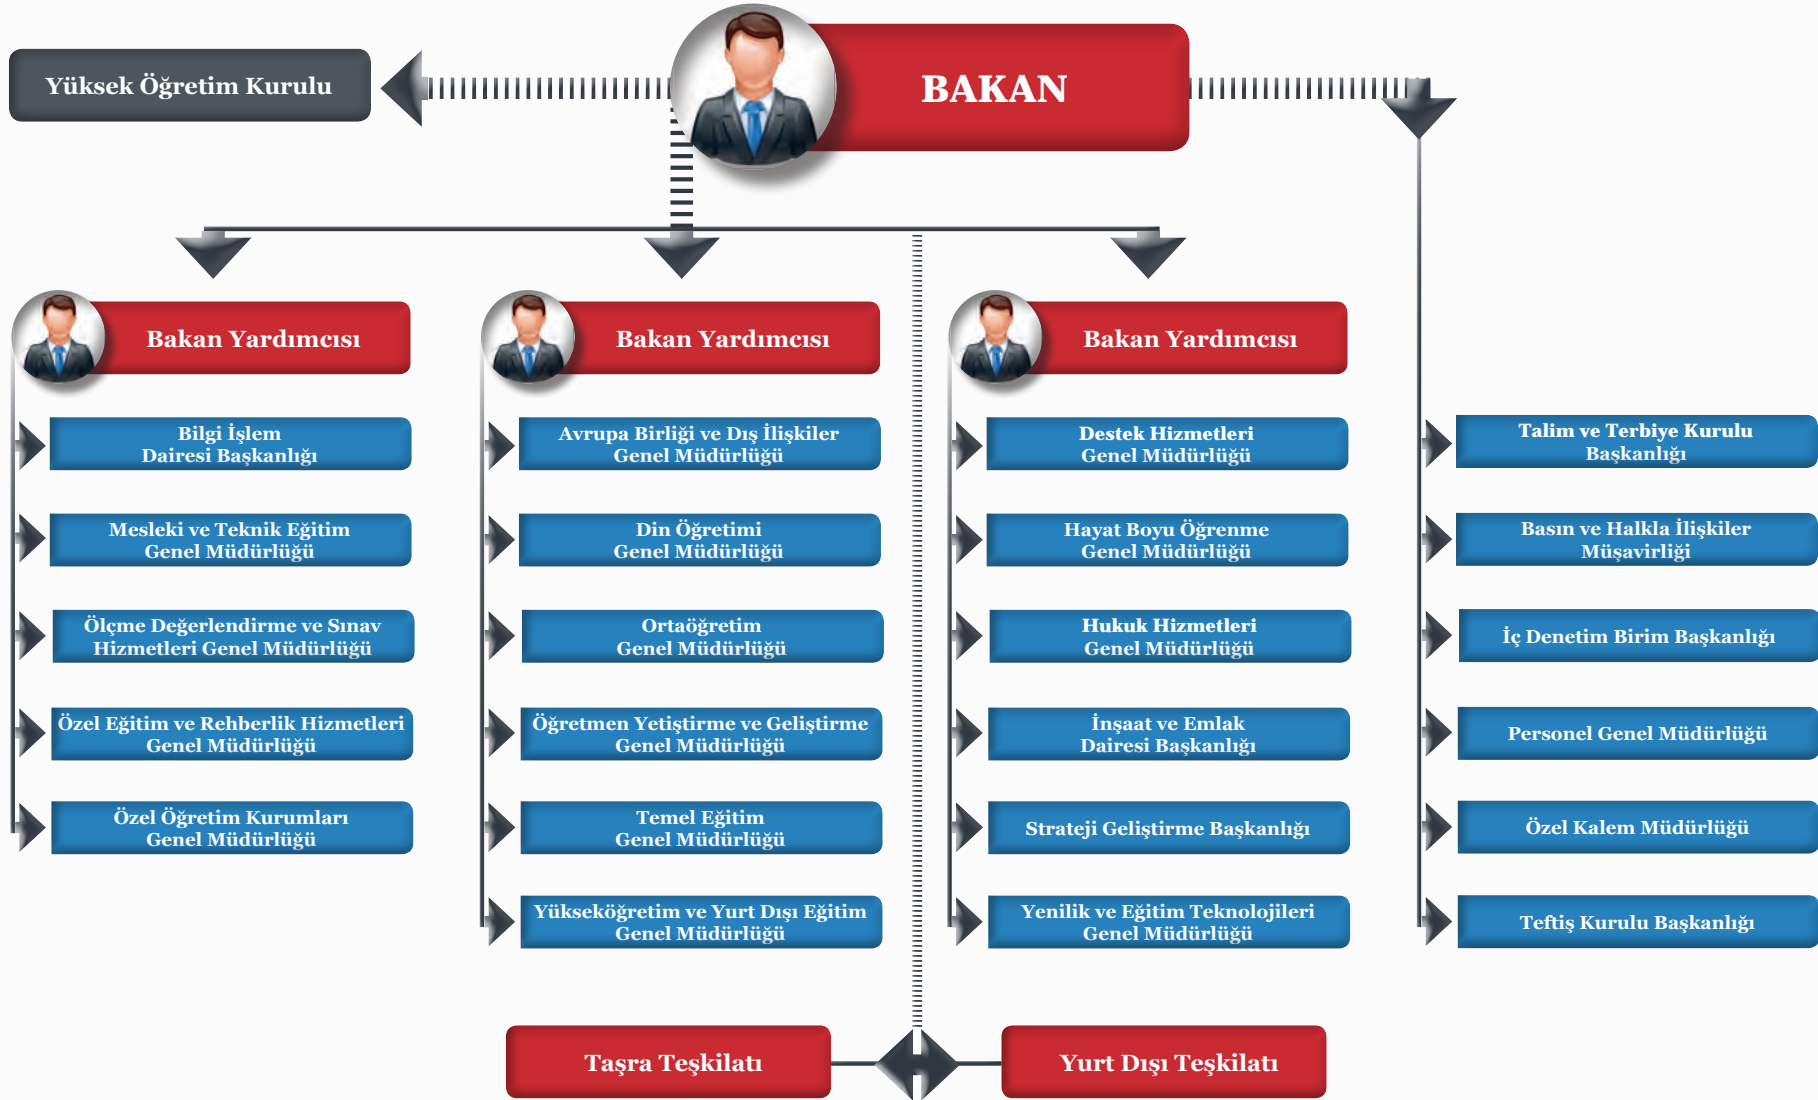 Yüksek Öğretim Kurulu
BAKAN
Bakan Yardımcısı
Bilgi İşlem
Dairesi Başkanlığı
Mesleki ve Teknik Eğitim
Genel Müdürlüğü
Ölçme Değerlendirme ve Sınav
Hizmetleri Genel Müdürlüğü
Özel Eğitim ve Rehberlik Hizmetleri
Genel Müdürlüğü
Özel Öğretim Kurumları
Genel Müdürlüğü
Bakan Yardımcısı
Avrupa Birliği ve Dış İlişkiler
Genel Müdürlüğü
Din Öğretimi
Genel Müdürlüğü
Ortaöğretim
Genel Müdürlüğü
Öğretmen Yetiştirme ve Geliştirme
Genel Müdürlüğü
Temel Eğitim
Genel Müdürlüğü
Yükseköğretim ve Yurt Dışı Eğitim
Genel Müdürlüğü
Bakan Yardımcısı
Destek Hizmetleri
Genel Müdürlüğü
Hayat Boyu Öğrenme
Genel Müdürlüğü
Hukuk Hizmetleri
Genel Müdürlüğü
İnşaat ve Emlak
Dairesi Başkanlığı
Strateji Geliştirme Başkanlığı
Yenilik ve Eğitim Teknolojileri
Genel Müdürlüğü
Talim ve Terbiye Kurulu
Başkanlığı
Basın ve Halkla İlişkiler
Müşavirliği
İç Denetim Birim Başkanlığı
Personel Genel Müdürlüğü
Özel Kalem Müdürlüğü
Teftiş Kurulu Başkanlığı
Taşra Teşkilatı
Yurt Dışı Teşkilatı